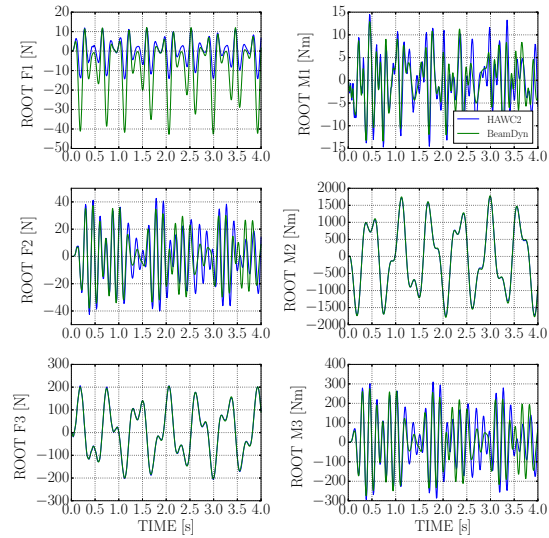 ROOT F1 [N]
20
10
0
−10
−20
−30
−40
−50
0.0 0.5 1.0 1.5 2.0 2.5 3.0 3.5 4.0
ROOT M1 [Nm]
15
10
5
0
−5
−10
−15
HAWC2
BeamDyn
0.0 0.5 1.0 1.5 2.0 2.5 3.0 3.5 4.0
ROOT F2 [N]
40
20
0
−20
−40
0.0 0.5 1.0 1.5 2.0 2.5 3.0 3.5 4.0
ROOT M2 [Nm]
2000
1500
1000
500
0
−500
−1000
−1500
−2000
0.0 0.5 1.0 1.5 2.0 2.5 3.0 3.5 4.0
ROOT F3 [N]
300
200
100
0
−100
−200
−300
0.0 0.5 1.0 1.5 2.0 2.5 3.0 3.5 4.0
TIME [s]
ROOT M3 [Nm]
400
300
200
100
0
−100
−200
−300
0.0 0.5 1.0 1.5 2.0 2.5 3.0 3.5 4.0
TIME [s]